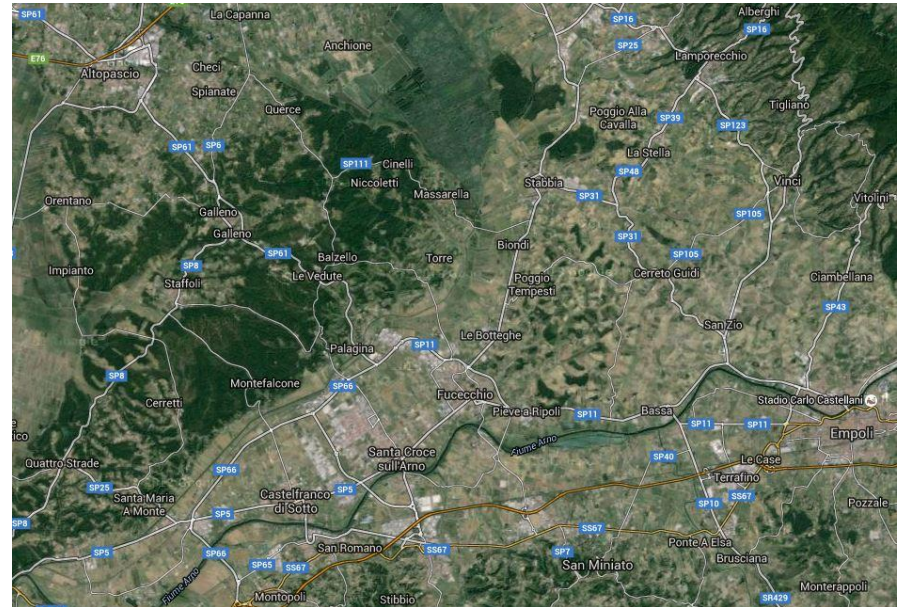 SP61
La Capanna
Alberghi
SP16
SP16
Anchione
SP25
E76
Lamporecchio
Altopascio
Checi
Spianate
Querce
Tigliano
Poggio Alla
Cavalla
SP39
SP123
SP61
SP6
La Stella
SP111
Cinelli
SP48
Niccoletti
Stabbia
Vinci
Massarella
SP31
Vitolini
Orentano
Galleno
SP105
Galleno
SP31
Biondi
SP61
SP105
Balzello
Torre
SP8
Impianto
Le Vedute
Poggio
Tempesti
Cerreto Guidi
Ciambellana
Staffoli
SP43
San Zio
Le Botteghe
SP11
Palagina
SP8
Montefalcone
SP66
Fucecchio
Stadio Carlo Castellani
Cerretti
Pieve a Ripoli
SP11
Bassa
SP11
SP11
Empoli
Fiume Arno
Santa Croce
sull'Arno
SP40
Le Case
Quattro Strade
SP66
Terrafino
SP25
SP5
Castelfranco
di Sotto
Santa Maria
A Monte
SP10
SS67
Pozzale
SP5
SP8
SS67
Ponte A Elsa
SP5
SP66
San Romano
SS67
SP7
Brusciana
SP65
SS67
San Miniato
Fiume Arno
Montopoli
Stibbio
Monterappoli
SR429